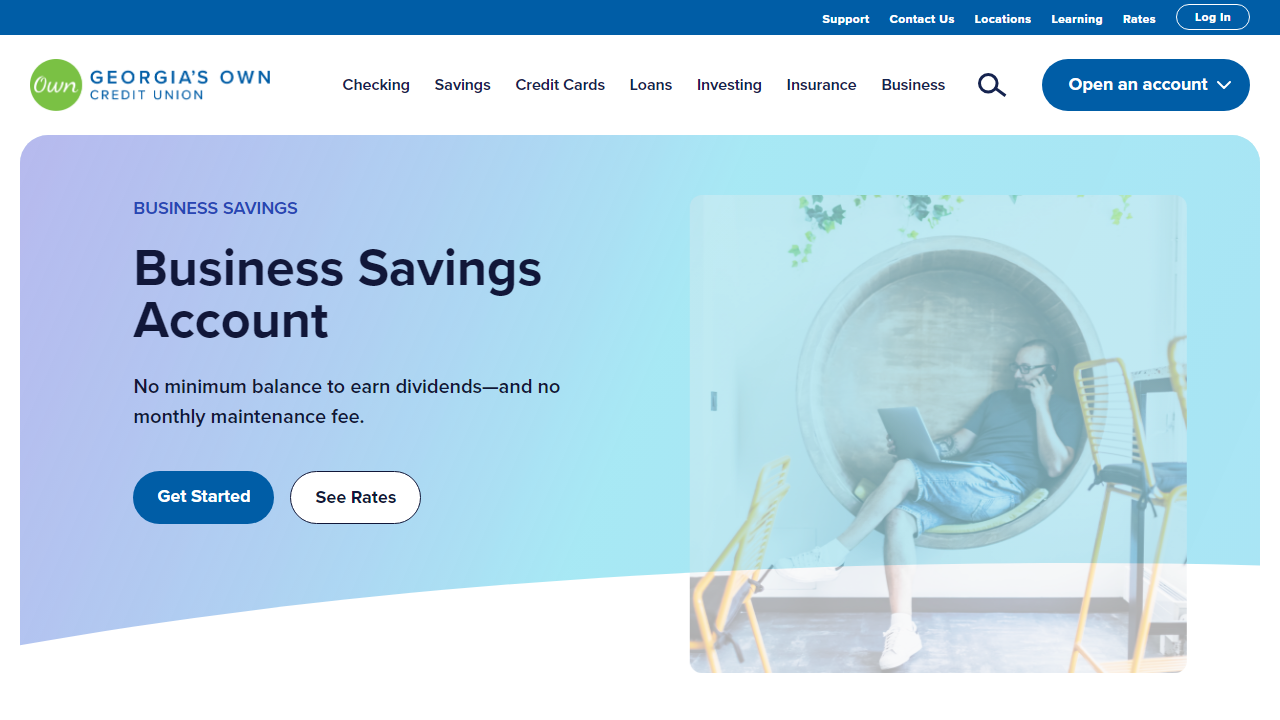 Support Contact Us Locations Learning Rates Log In
Own GEORGIA'S OWN
CREDIT UNION
Checking Savings Credit Cards Loans Investing Insurance Business Open an account
BUSINESS SAVINGS
Business Savings
Account
No minimum balance to earn dividends—and no
monthly maintenance fee.
Get Started See Rates